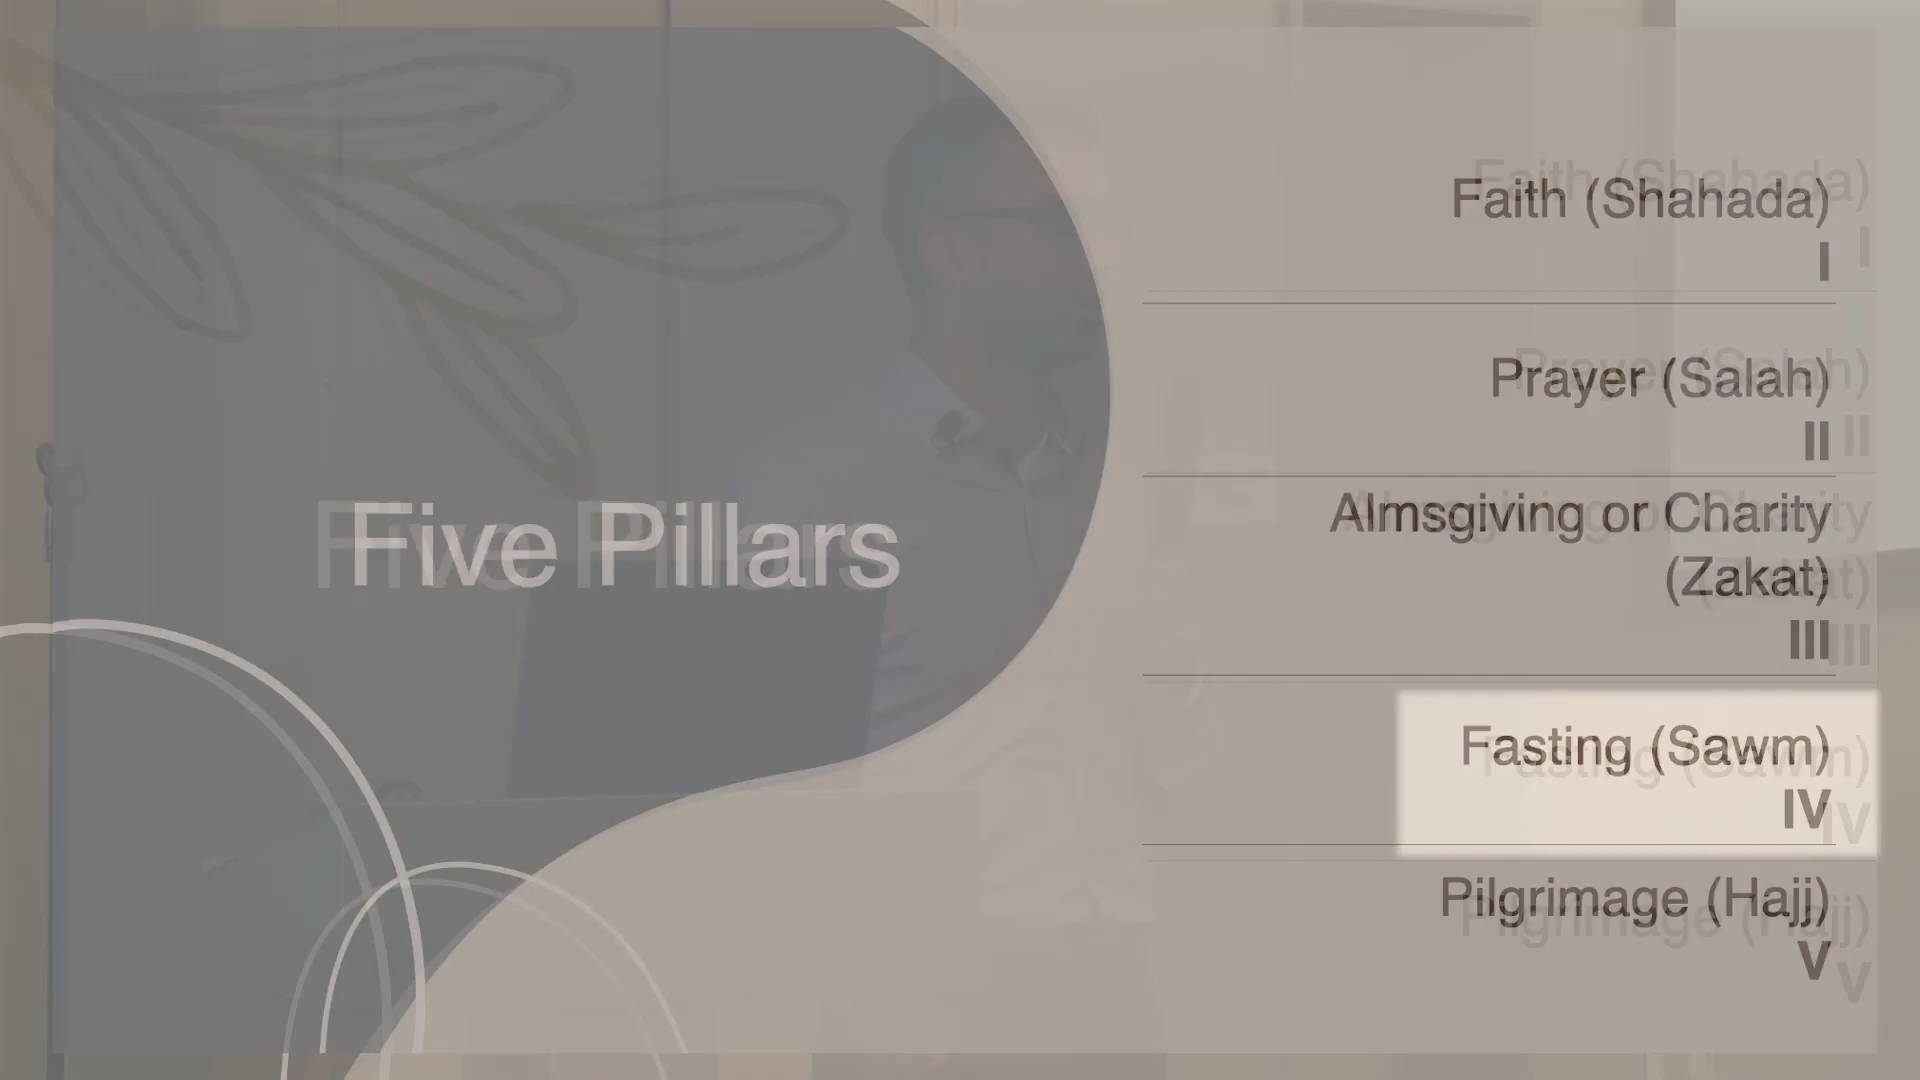 Five Pillars
Faith (Shahada)
I
Prayer (Salah)
II
Almsgiving or Charity
(Zakat)
III
Fasting (Sawm)
IV
Pilgrimage (Hajj)
V